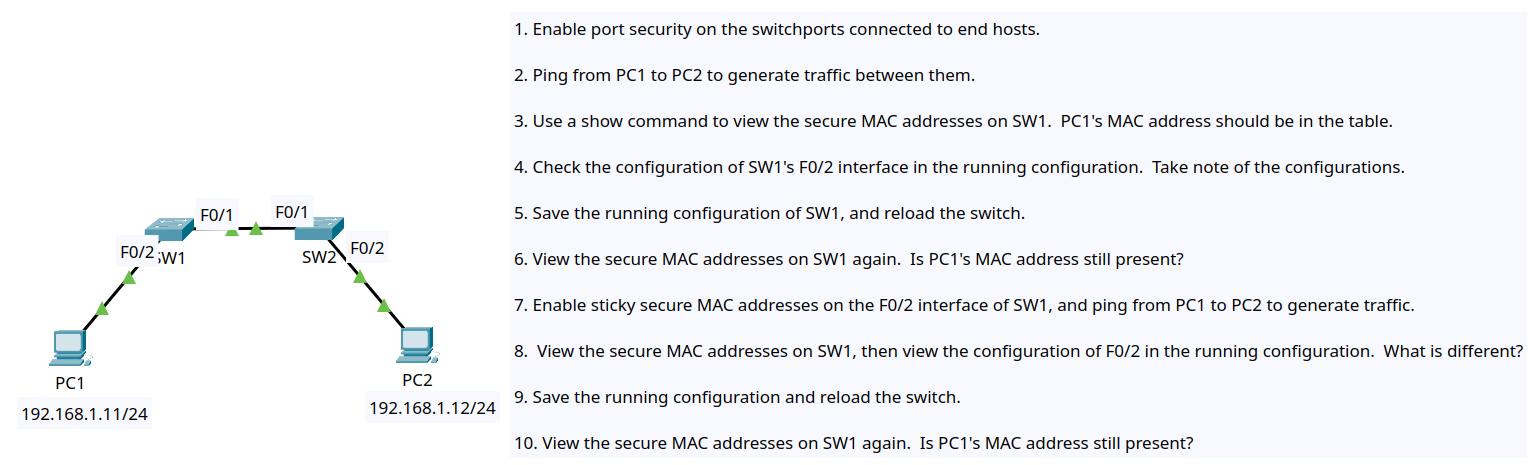 1. Enable port security on the switchports connected to end hosts.
2. Ping from PC1 to PC2 to generate traffic between them.
3. Use a show command to view the secure MAC addresses on SW1.  PC1's MAC address should be in the table.
4. Check the configuration of SW1's F0/2 interface in the running configuration.  Take note of the configurations.
5. Save the running configuration of SW1, and reload the switch.
6. View the secure MAC addresses on SW1 again.  Is PC1's MAC address still present?
7. Enable sticky secure MAC addresses on the F0/2 interface of SW1, and ping from PC1 to PC2 to generate traffic.
8.  View the secure MAC addresses on SW1, then view the configuration of F0/2 in the running configuration.  What is different?
9. Save the running configuration and reload the switch.
10. View the secure MAC addresses on SW1 again.  Is PC1's MAC address still present?
F0/1
F0/1
F0/2
SW1
SW2
F0/2
PC1
PC2
192.168.1.11/24
192.168.1.12/24